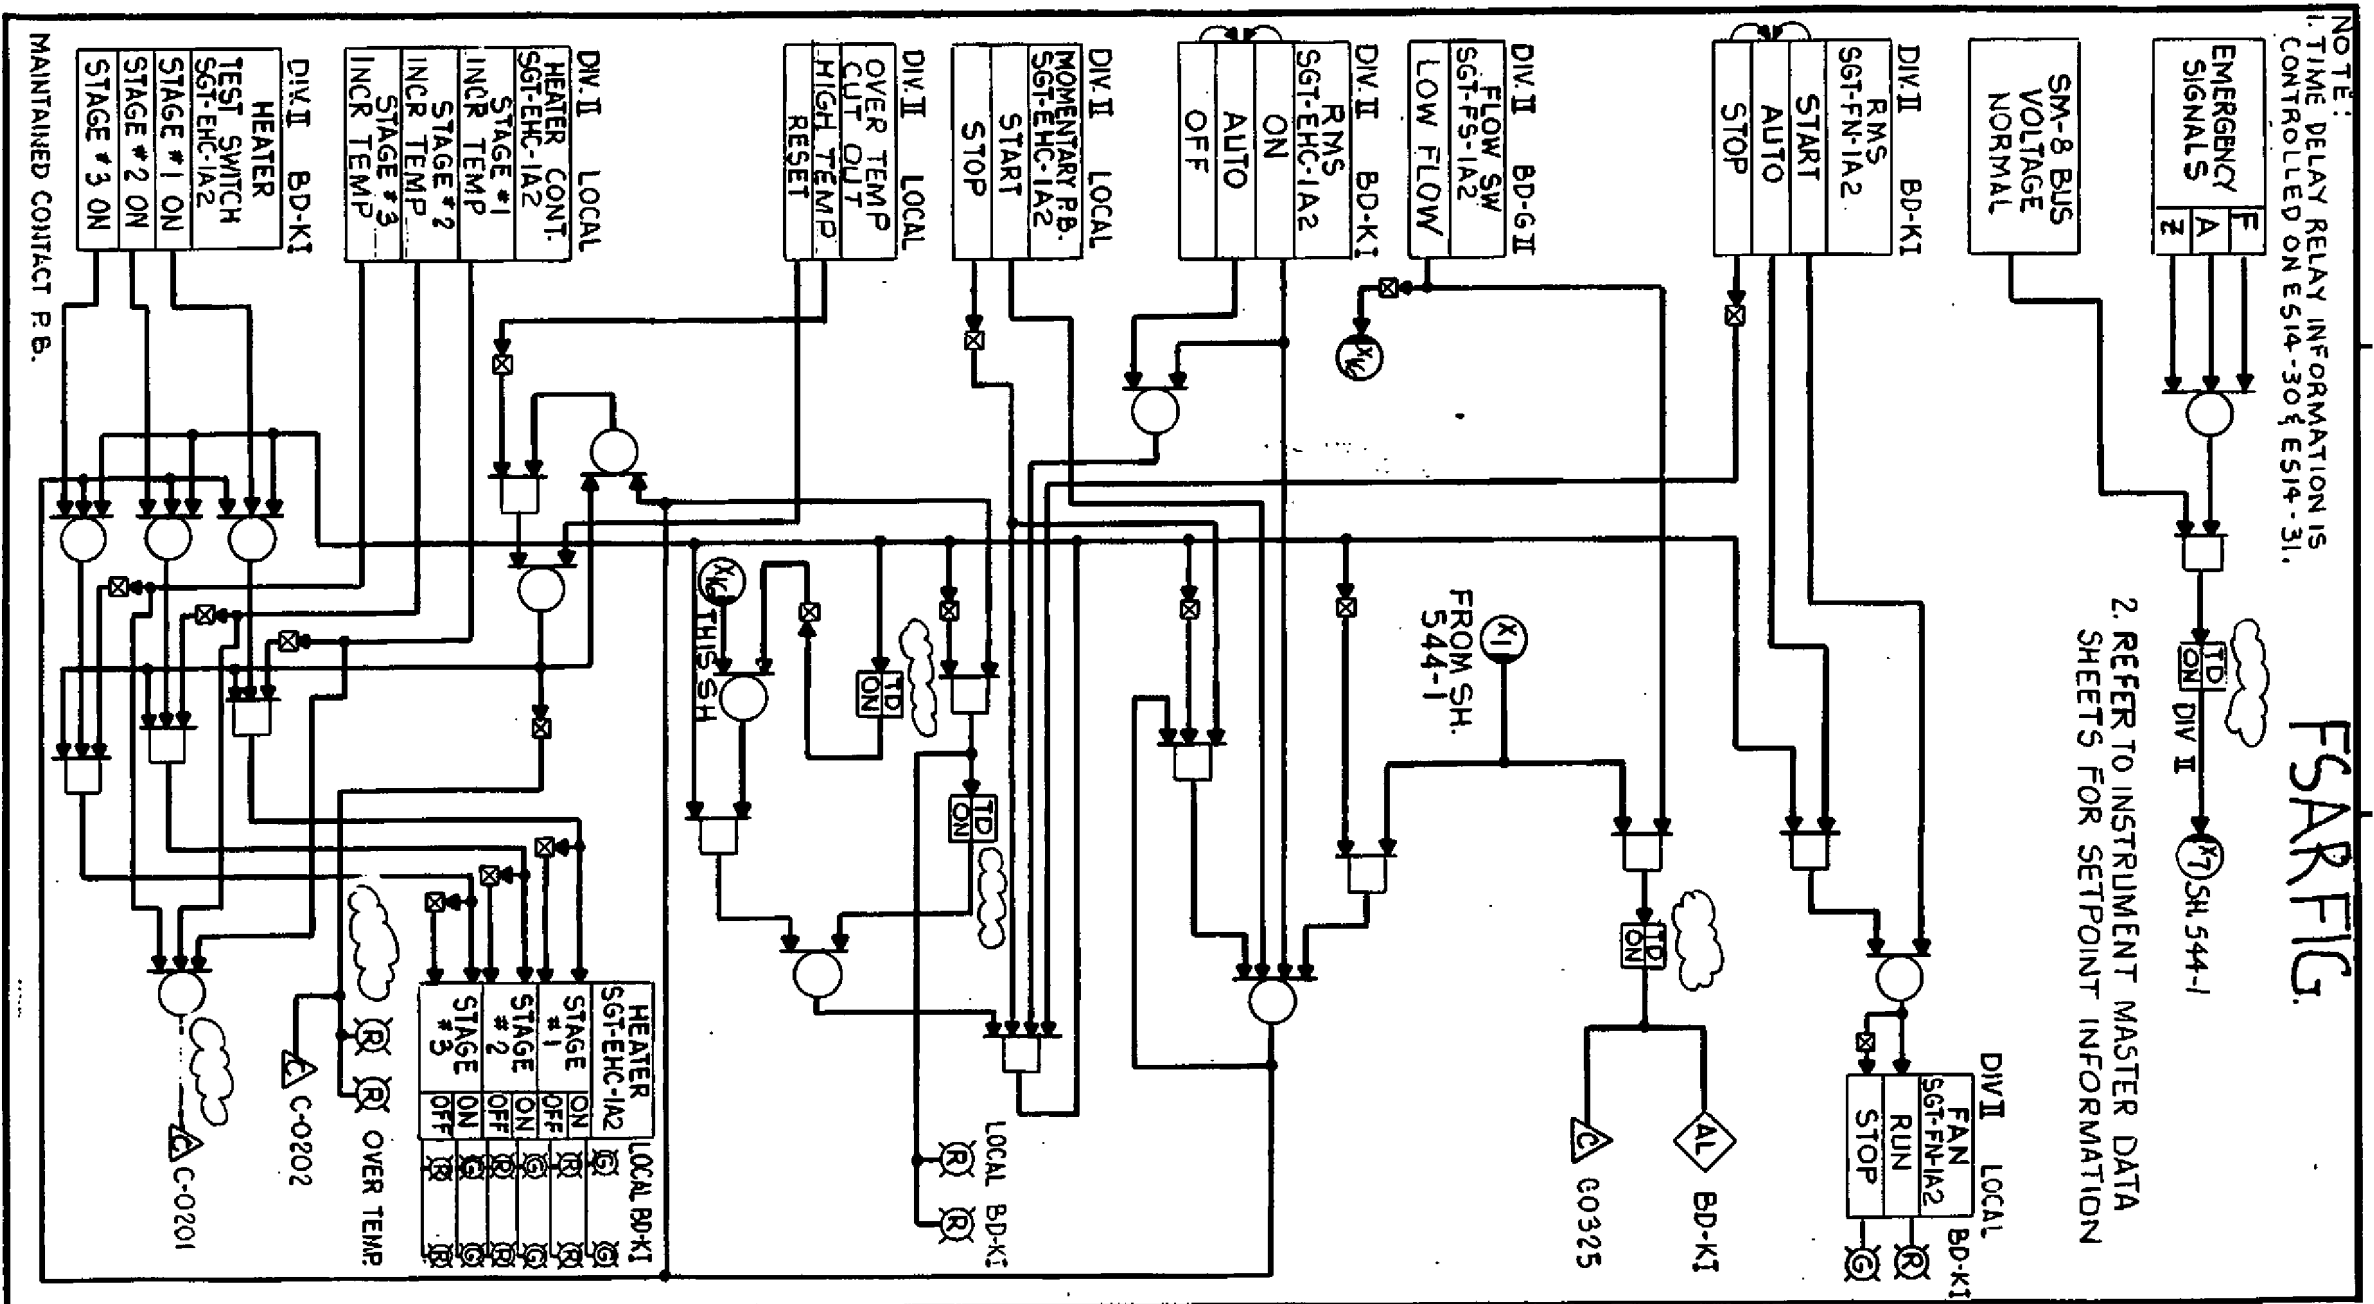 FSAR FIG.
NOTE:
1. TIME DELAY RELAY INFORMATION IS
CONTROLLED ON E514-30 & E514-31.
2. REFER TO INSTRUMENT MASTER DATA
SHEETS FOR SETPOINT INFORMATION
EMERGENCY
SIGNALS
F
A
Z
TD
ON
DIV II
X7
SH. 544-1
SM-8 BUS
VOLTAGE
NORMAL
DIV. II BD-K1
RMS
SGT-FN-1A2
START
AUTO
STOP
DIV II LOCAL BD-K1
FAN
SGT-FN-1A2
RUN
STOP
R
G
DIV. II BD-G II
FLOW SW
SGT-FS-1A2
LOW FLOW
X16
X1
FROM SH.
544-1
TD
ON
AL
BD-K1
C
C0325
DIV. II BD-K1
RMS
SGT-EHC-1A2
ON
AUTO
OFF
DIV. II LOCAL
MOMENTARY P.B.
SGT-EHC-1A2
START
STOP
TD
ON
LOCAL BD-K1
R
R
DIV. II LOCAL
OVER TEMP
CUT OUT
HIGH TEMP
RESET
TD
ON
X16
THIS SH
DIV. II LOCAL
HEATER CONT.
SGT-EHC-1A2
STAGE #1
INCR TEMP
STAGE #2
INCR TEMP
STAGE #3
INCR TEMP
LOCAL BD-K1
HEATER
SGT-EHC-1A2
STAGE #1
ON
OFF
STAGE #2
ON
OFF
STAGE #3
ON
OFF
G G
R R
G G
R R
G G
R R
R
R
OVER TEMP.
C
C-0202
DIV. II BD-K1
HEATER
TEST SWITCH
SGT-EHC-1A2
STAGE #1 ON
STAGE #2 ON
STAGE #3 ON
MAINTAINED CONTACT P.B.
C
C-0201